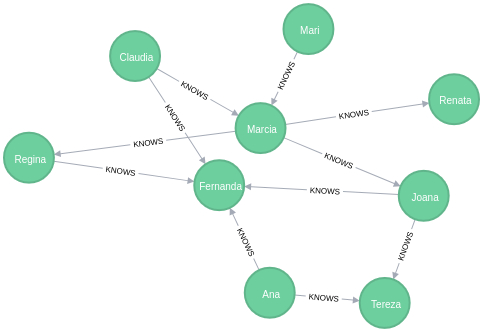 Mari
Claudia
KNOWS
KNOWS
Renata
KNOWS
KNOWS
Marcia
KNOWS
Regina
KNOWS
KNOWS
Fernanda
KNOWS
Joana
KNOWS
KNOWS
Ana
KNOWS
Tereza